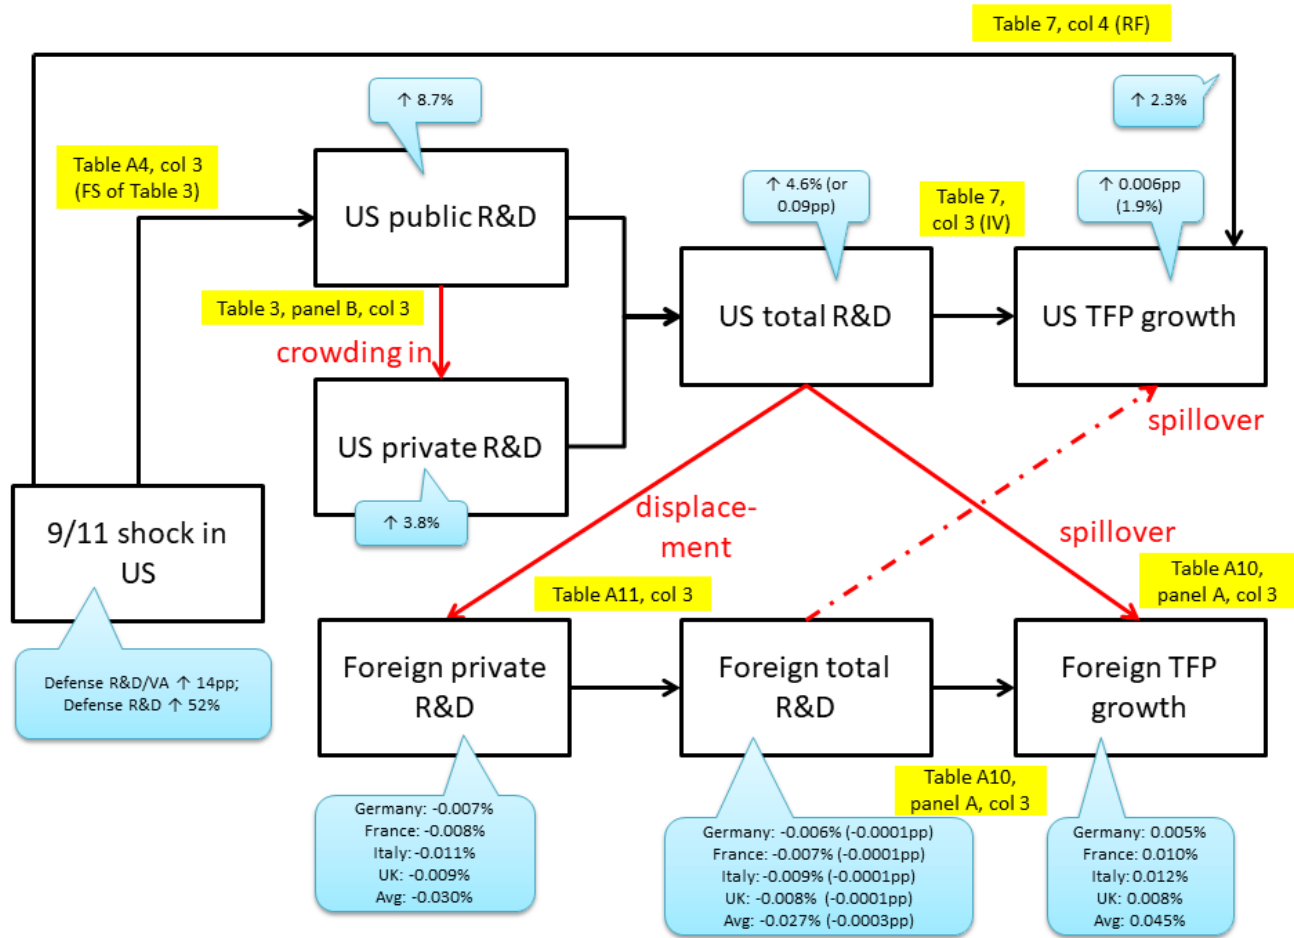 Table 7, col 4 (RF)
↑ 8.7%
↑ 2.3%
Table A4, col 3
(FS of Table 3)
US public R&D
↑ 4.6% (or
0.09pp)
Table 7,
col 3 (IV)
↑ 0.006pp
(1.9%)
Table 3, panel B, col 3
crowding in
US total R&D
US TFP growth
US private R&D
↑ 3.8%
9/11 shock in
US
displace-
ment
spillover
spillover
Table A11, col 3
Table A10,
panel A, col 3
Defense R&D/VA ↑ 14pp;
Defense R&D ↑ 52%
Foreign private
R&D
Foreign total
R&D
Foreign TFP
growth
Table A10,
panel A, col 3
Germany: -0.007%
France: -0.008%
Italy: -0.011%
UK: -0.009%
Avg: -0.030%
Germany: -0.006% (-0.0001pp)
France: -0.007% (-0.0001pp)
Italy: -0.009% (-0.0001pp)
UK: -0.008%  (-0.0001pp)
Avg: -0.027% (-0.0003pp)
Germany: 0.005%
France: 0.010%
Italy: 0.012%
UK: 0.008%
Avg: 0.045%